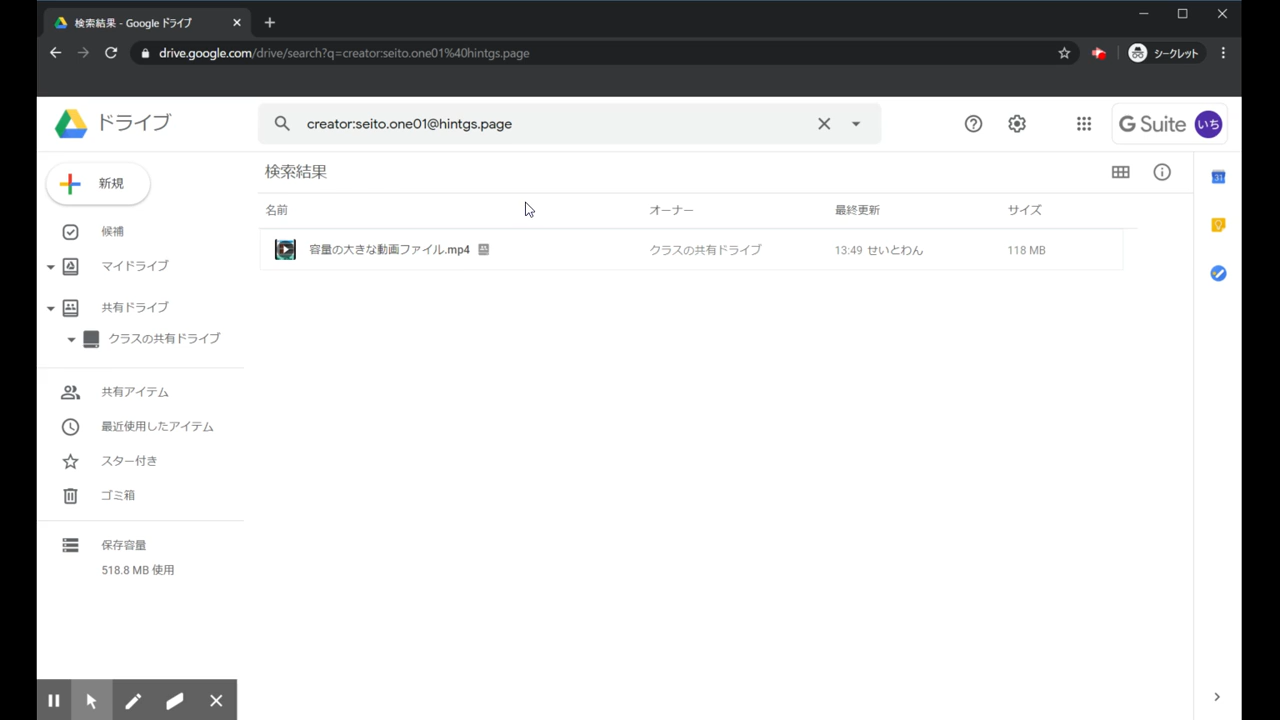 検索結果 - Google ドライブ
drive.google.com/drive/search?q=creator:seito.one01%40hintgs.page
シークレット
ドライブ
creator:seito.one01@hintgs.page
G Suite
いち
新規
検索結果
名前 オーナー 最終更新 サイズ
容量の大きな動画ファイル.mp4 クラスの共有ドライブ 13:49 せいとわん 118 MB
候補
マイドライブ
共有ドライブ
クラスの共有ドライブ
共有アイテム
最近使用したアイテム
スター付き
ゴミ箱
保存容量
518.8 MB 使用
31